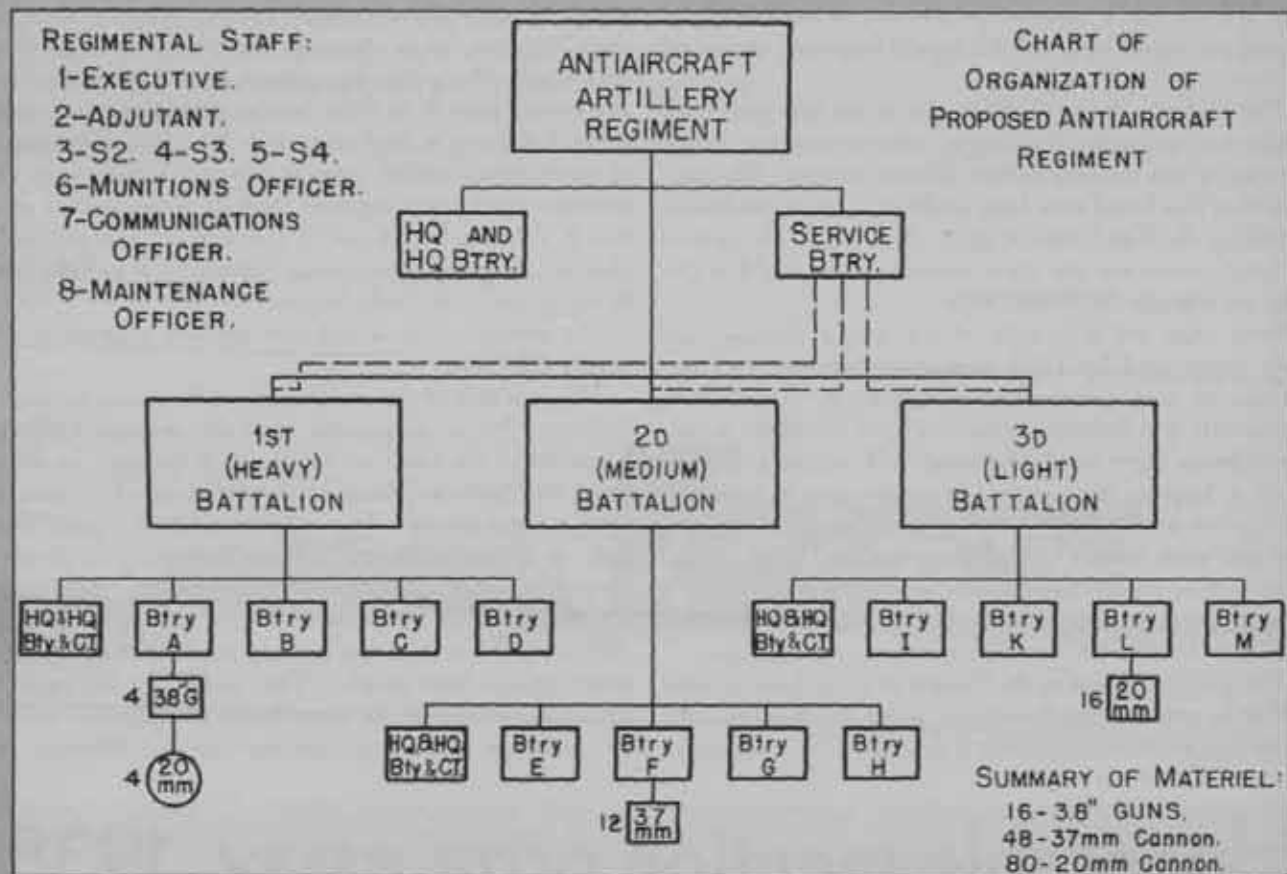 REGIMENTAL STAFF:
1-EXECUTIVE.
2-ADJUTANT.
3-S2. 4-S3. 5-S4.
6-MUNITIONS OFFICER.
7-COMMUNICATIONS
OFFICER.
8-MAINTENANCE
OFFICER.
ANTIAIRCRAFT
ARTILLERY
REGIMENT
CHART OF
ORGANIZATION OF
PROPOSED ANTIAIRCRAFT
REGIMENT
HQ AND
HQ BTRY.
SERVICE
BTRY.
1ST
(HEAVY)
BATTALION
2D
(MEDIUM)
BATTALION
3D
(LIGHT)
BATTALION
HQ&HQ
Bty&CT.
Btry
A
Btry
B
Btry
C
Btry
D
4 3.8"G
4 20
mm
HQ&HQ.
Bty&CT.
Btry
E
Btry
F
Btry
G
Btry
H
12 37
mm
HQ&HQ
Bty&CT.
Btry
I
Btry
K
Btry
L
Btry
M
16 20
mm
SUMMARY OF MATERIEL:
16-3.8" GUNS.
48-37mm Cannon.
80-20mm Cannon.